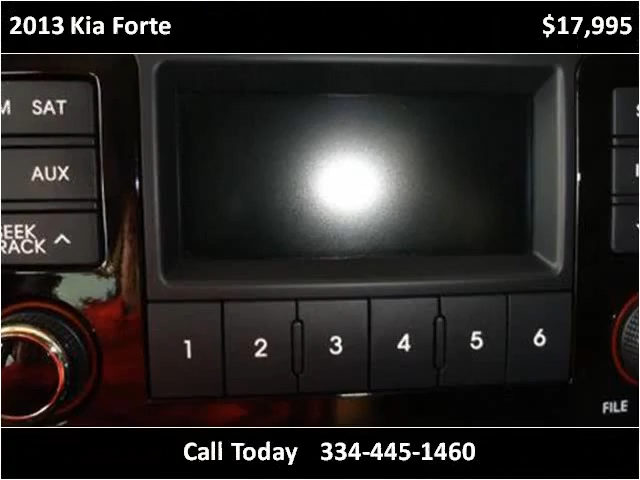 2013 Kia Forte $17,995
SAT
AUX
SEEK
TRACK
1 2 3 4 5 6
FILE
Call Today 334-445-1460